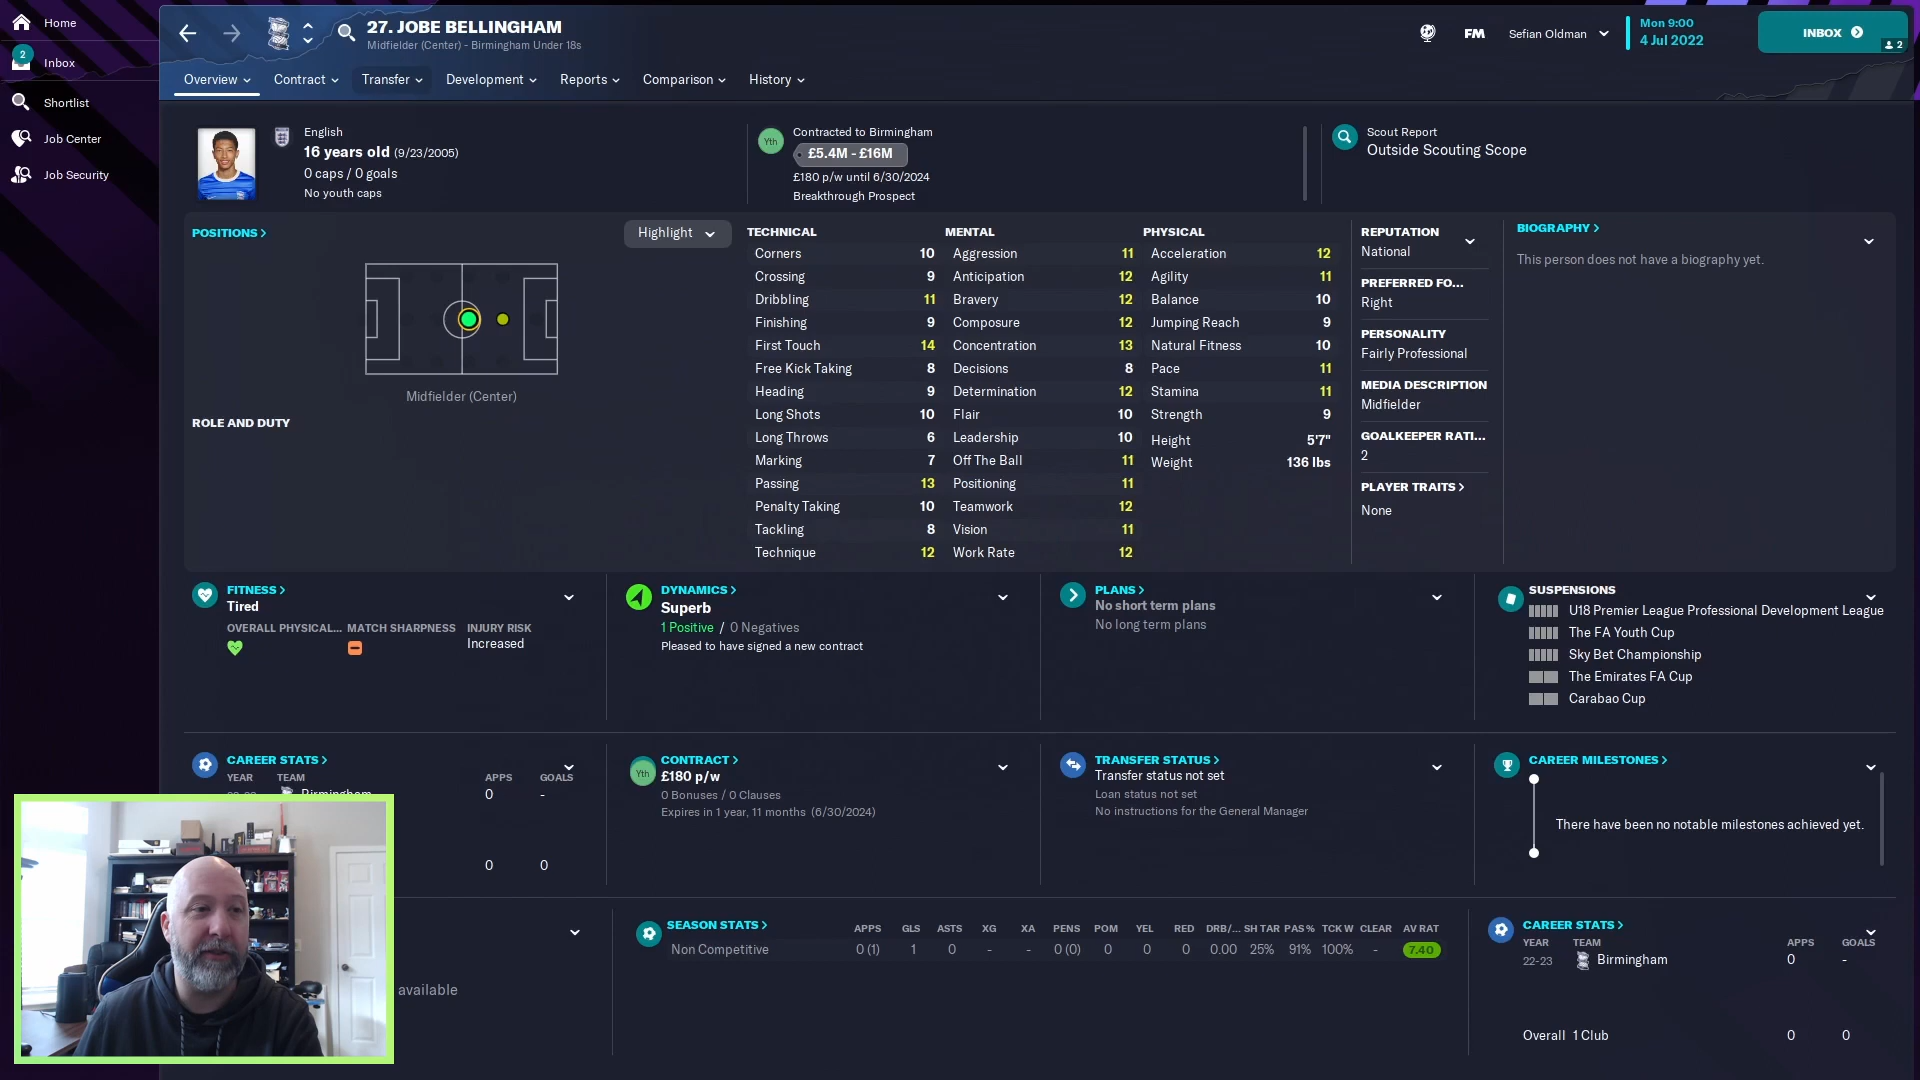 Home
2
Inbox
Shortlist
Job Center
Job Security
27. JOBE BELLINGHAM
Midfielder (Center) - Birmingham Under 18s
FM
Sefian Oldman
Mon 9:00
4 Jul 2022
INBOX
2
Overview Contract Transfer Development Reports Comparison History
English
16 years old (9/23/2005)
0 caps / 0 goals
No youth caps
Yth
Contracted to Birmingham
£5.4M - £16M
£180 p/w until 6/30/2024
Breakthrough Prospect
Scout Report
Outside Scouting Scope
POSITIONS
Highlight
Midfielder (Center)
ROLE AND DUTY
TECHNICAL
Corners 10
Crossing 9
Dribbling 11
Finishing 9
First Touch 14
Free Kick Taking 8
Heading 9
Long Shots 10
Long Throws 6
Marking 7
Passing 13
Penalty Taking 10
Tackling 8
Technique 12
MENTAL
Aggression 11
Anticipation 12
Bravery 12
Composure 12
Concentration 13
Decisions 8
Determination 12
Flair 10
Leadership 10
Off The Ball 11
Positioning 11
Teamwork 12
Vision 11
Work Rate 12
PHYSICAL
Acceleration 12
Agility 11
Balance 10
Jumping Reach 9
Natural Fitness 10
Pace 11
Stamina 11
Strength 9
Height 5'7"
Weight 136 lbs
REPUTATION
National
PREFERRED FO...
Right
PERSONALITY
Fairly Professional
MEDIA DESCRIPTION
Midfielder
GOALKEEPER RATI...
2
PLAYER TRAITS
None
BIOGRAPHY
This person does not have a biography yet.
FITNESS
Tired
OVERALL PHYSICAL... MATCH SHARPNESS INJURY RISK
Increased
DYNAMICS
Superb
1 Positive / 0 Negatives
Pleased to have signed a new contract
PLANS
No short term plans
No long term plans
SUSPENSIONS
U18 Premier League Professional Development League
The FA Youth Cup
Sky Bet Championship
The Emirates FA Cup
Carabao Cup
CAREER STATS
YEAR TEAM APPS GOALS
Birmingham 0 -
0 0
Yth
CONTRACT
£180 p/w
0 Bonuses / 0 Clauses
Expires in 1 year, 11 months (6/30/2024)
TRANSFER STATUS
Transfer status not set
Loan status not set
No instructions for the General Manager
CAREER MILESTONES
There have been no notable milestones achieved yet.
available
SEASON STATS APPS GLS ASTS XG XA PENS POM YEL RED DRB/... SH TAR PAS % TCK W CLEAR AV RAT
Non Competitive 0 (1) 1 0 - - 0 (0) 0 0 0 0.00 25% 91% 100% - 7.40
CAREER STATS
YEAR TEAM APPS GOALS
22-23 Birmingham 0 -
Overall 1 Club 0 0